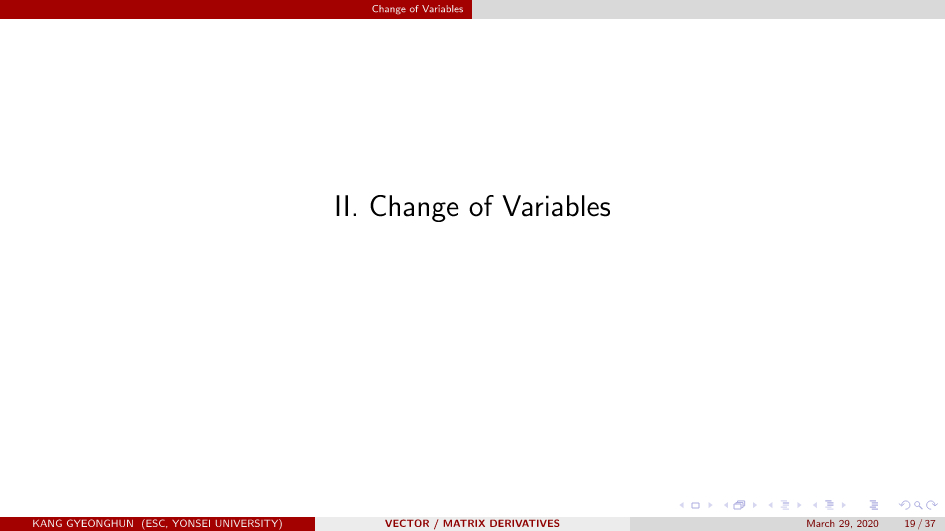 Change of Variables
II. Change of Variables
KANG GYEONGHUN (ESC, YONSEI UNIVERSITY)
VECTOR / MATRIX DERIVATIVES
March 29, 2020
19 / 37